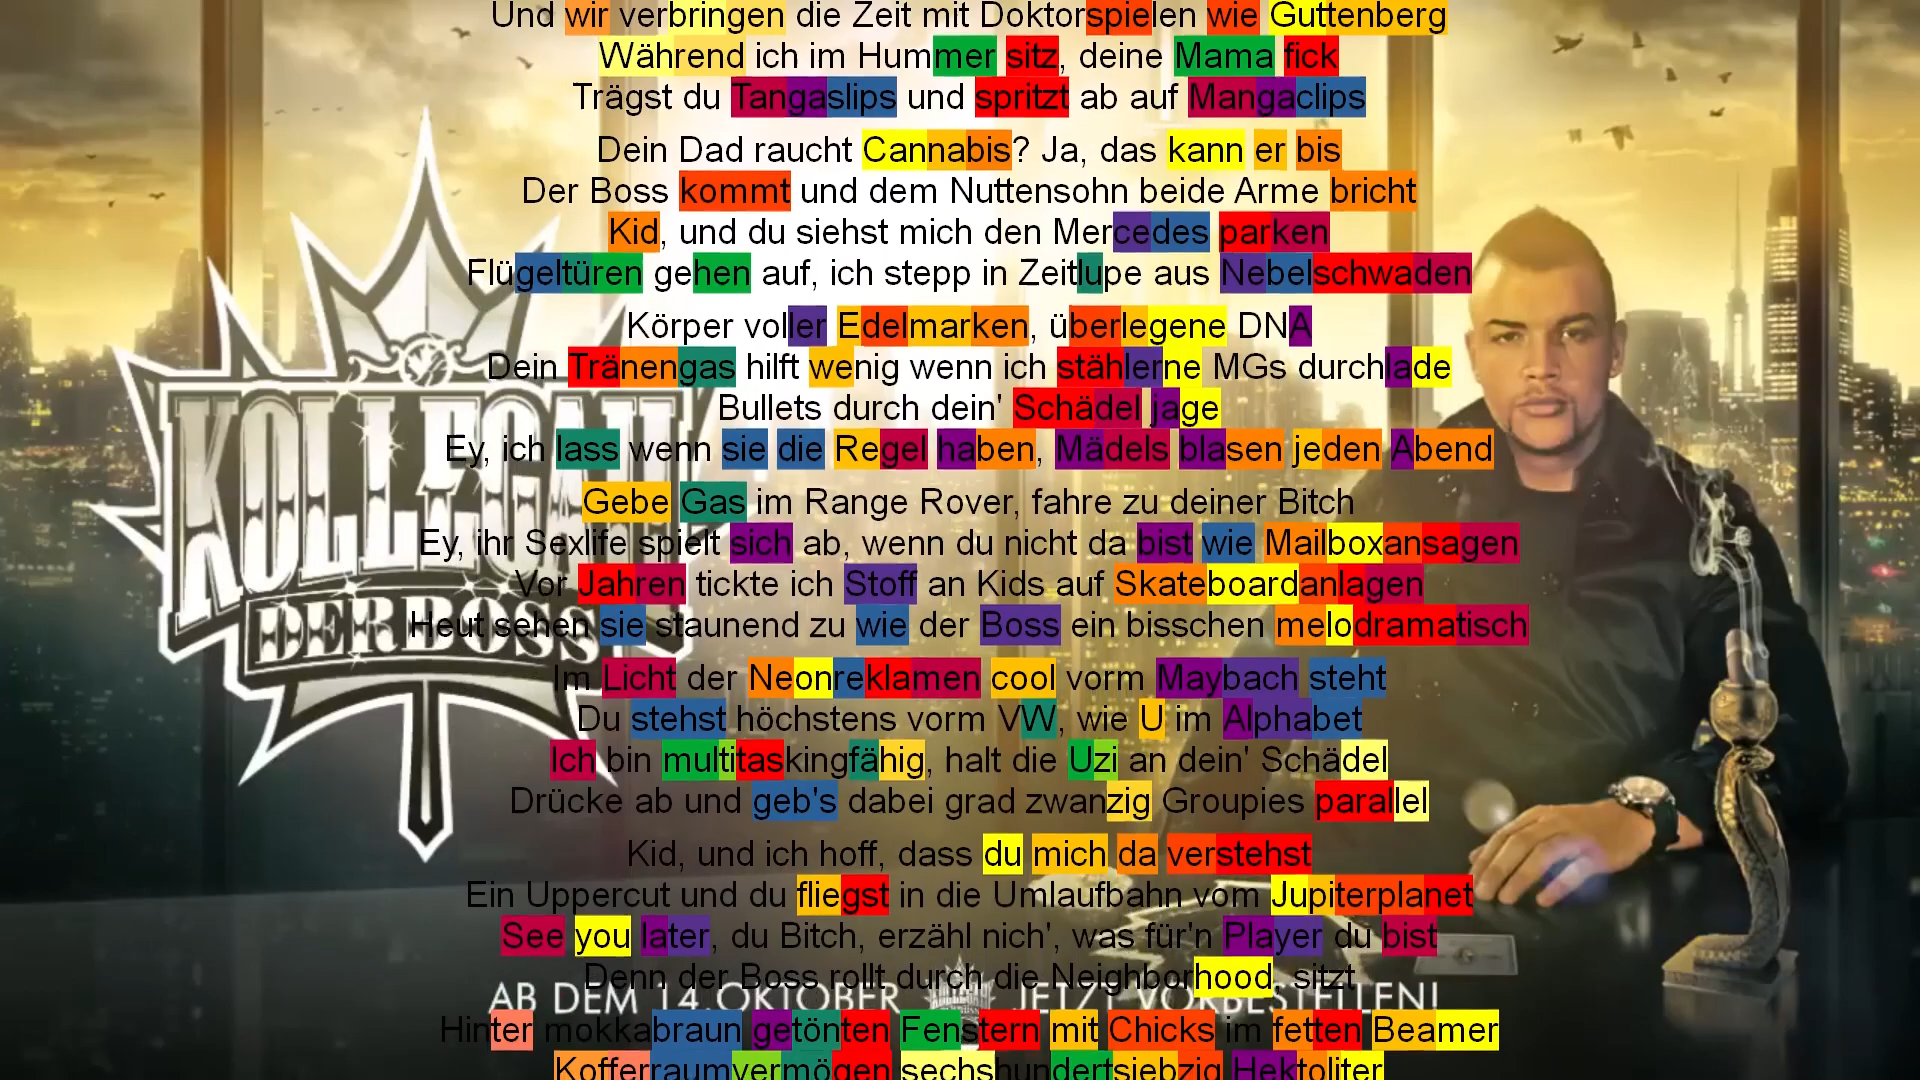 Und wir verbringen die Zeit mit Doktorspielen wie Guttenberg
Während ich im Hummer sitz, deine Mama fick
Trägst du Tangaslips und spritzt ab auf Mangaclips
Dein Dad raucht Cannabis? Ja, das kann er bis
Der Boss kommt und dem Nuttensohn beide Arme bricht
Kid, und du siehst mich den Mercedes parken
Flügeltüren gehen auf, ich stepp in Zeitlupe aus Nebelschwaden
Körper voller Edelmarken, überlegene DNA
Dein Tränengas hilft wenig wenn ich stählerne MGs durchlade
Bullets durch dein' Schädel jage
Ey, ich lass wenn sie die Regel haben, Mädels blasen jeden Abend
Gebe Gas im Range Rover, fahre zu deiner Bitch
Ey, ihr Sexlife spielt sich ab, wenn du nicht da bist wie Mailboxansagen
Vor Jahren tickte ich Stoff an Kids auf Skateboardanlagen
Heut sehen sie staunend zu wie der Boss ein bisschen melodramatisch
Im Licht der Neonreklamen cool vorm Maybach steht
Du stehst höchstens vorm VW, wie U im Alphabet
Ich bin multitaskingfähig, halt die Uzi an dein' Schädel
Drücke ab und geb's dabei grad zwanzig Groupies parallel
Kid, und ich hoff, dass du mich da verstehst
Ein Uppercut und du fliegst in die Umlaufbahn vom Jupiterplanet
See you later, du Bitch, erzähl nich', was für'n Player du bist
Denn der Boss rollt durch die Neighborhood, sitzt
Hinter mokkabraun getönten Fenstern mit Chicks im fetten Beamer
Kofferraumvermögen sechshundertsiebzig Hektoliter
KOLLEGAH
DER BOSS
AB DEM 14. OKTOBER JETZT VORBESTELLEN!